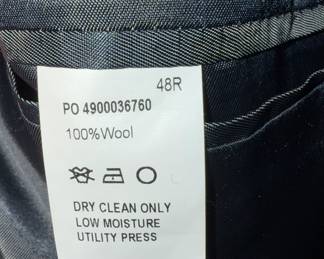 48R
PO 4900036760
100%Wool
DRY CLEAN ONLY
LOW MOISTURE
UTILITY PRESS